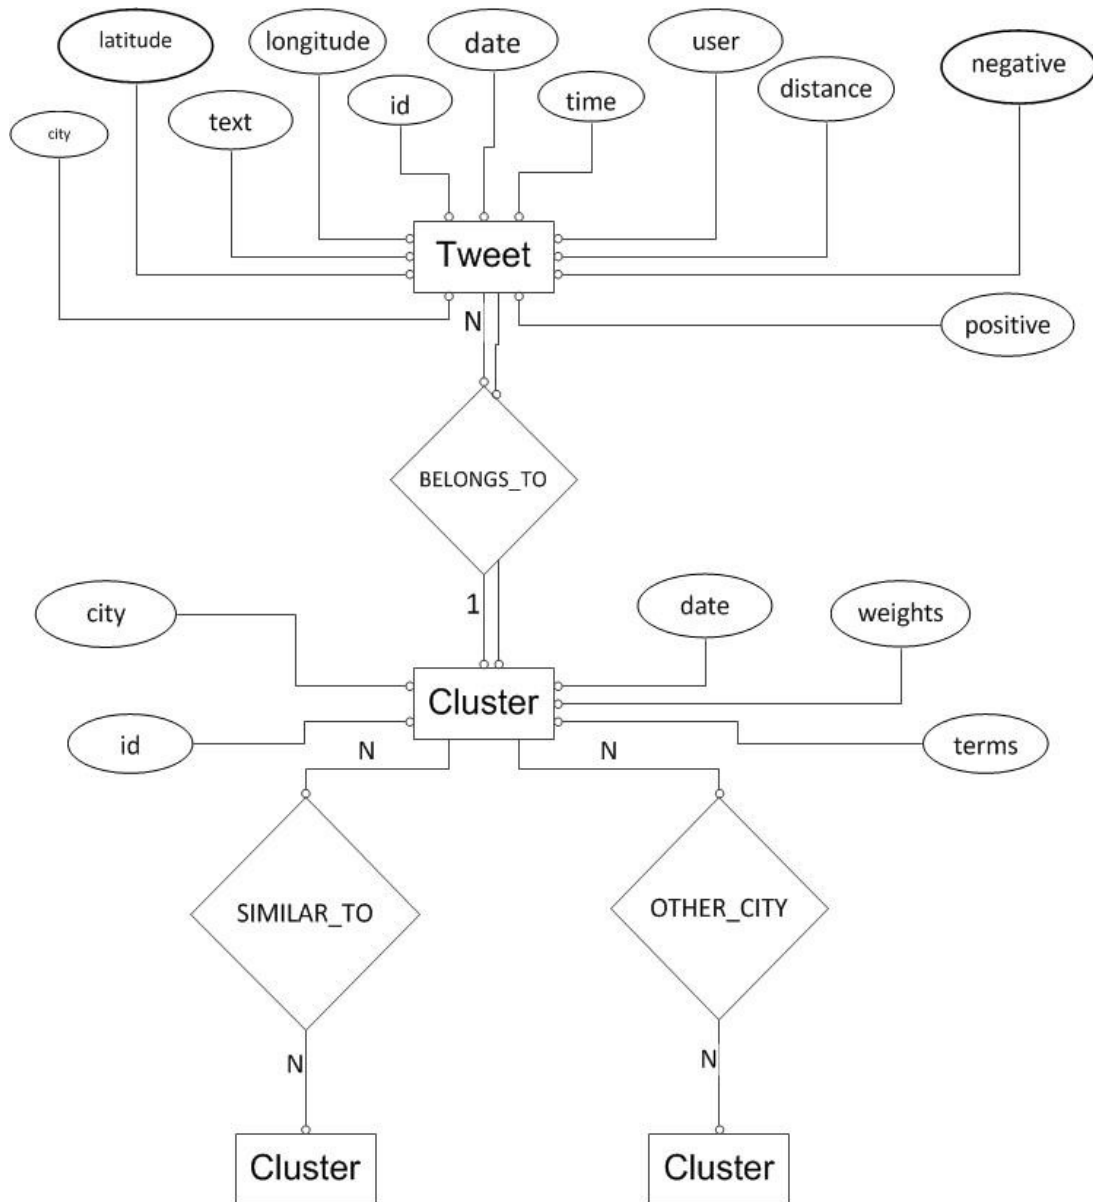 latitude
longitude
date
user
negative
id
time
distance
text
city
Tweet
N
positive
BELONGS_TO
1
city
date
weights
Cluster
id
terms
N
N
SIMILAR_TO
OTHER_CITY
N
N
Cluster
Cluster